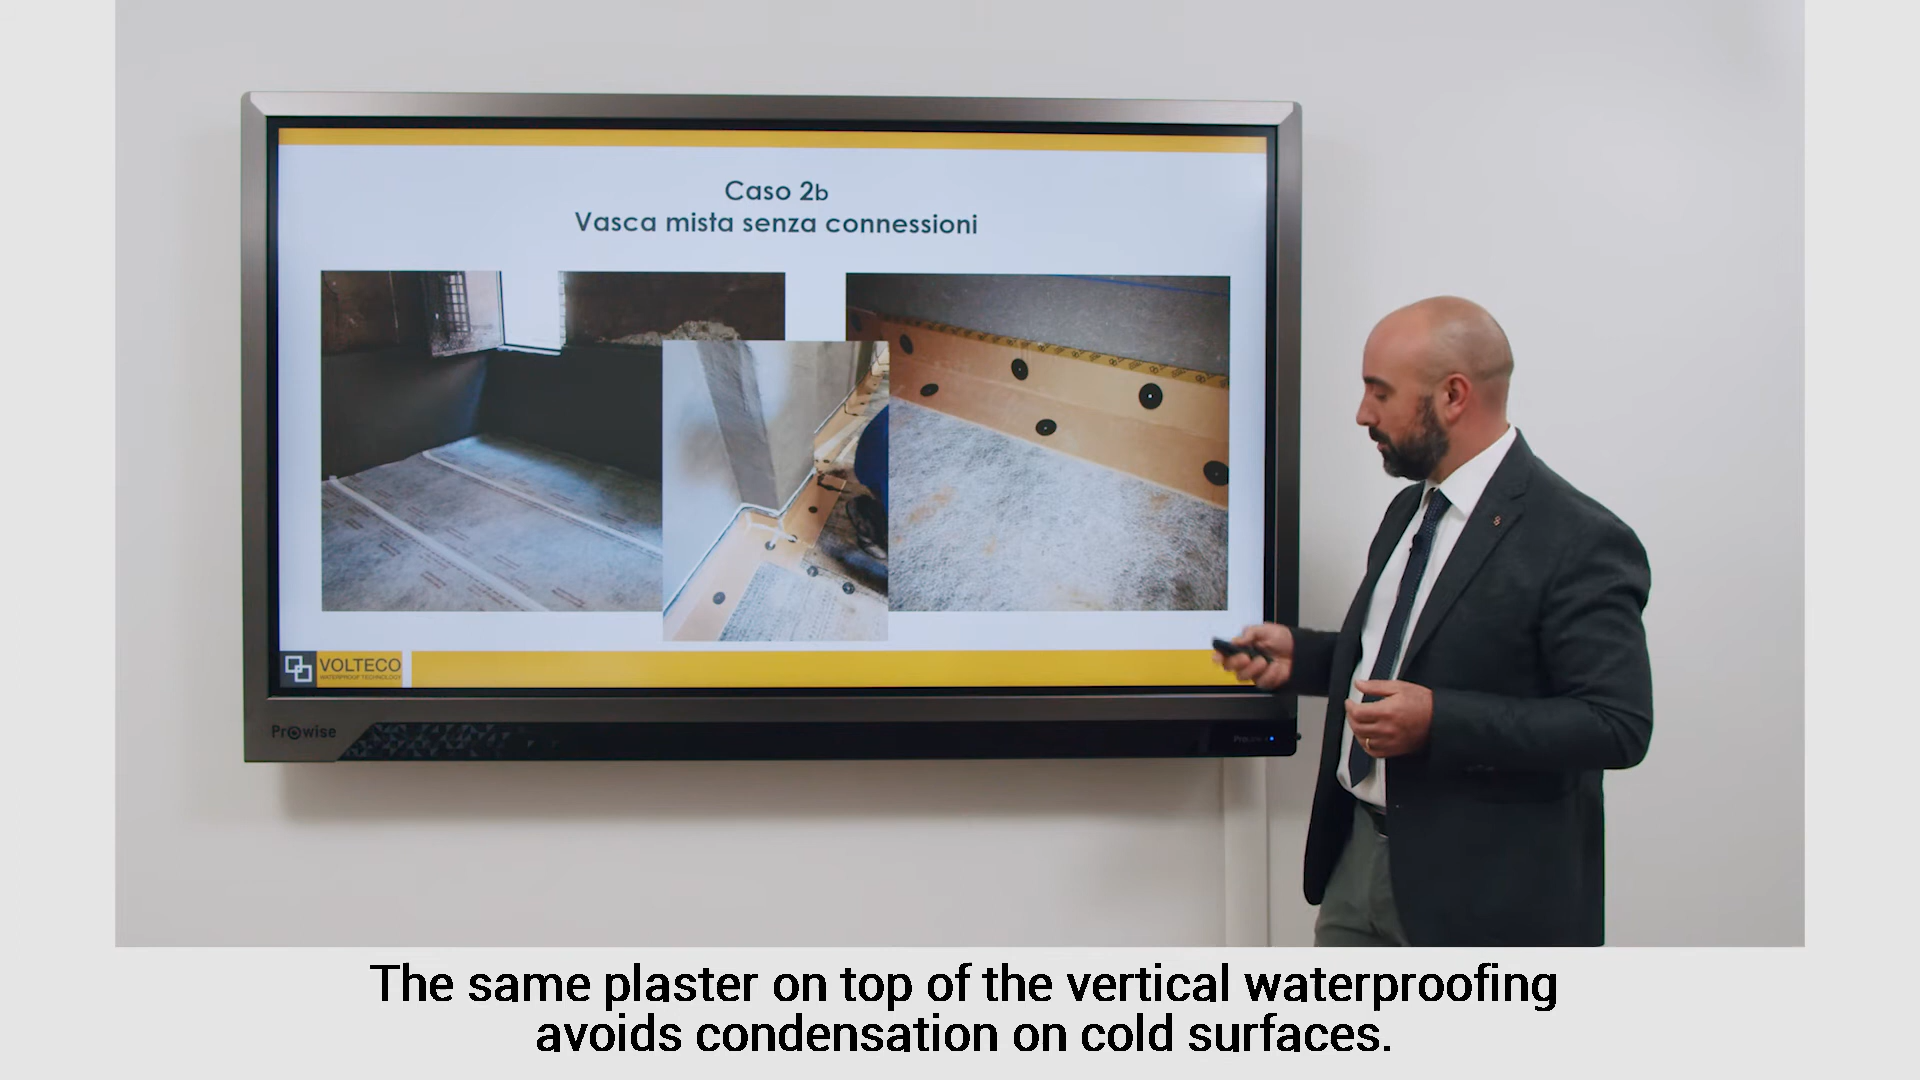 Caso 2b
Vasca mista senza connessioni
VOLTECO
WATERPROOF TECHNOLOGY
Prowise
The same plaster on top of the vertical waterproofing
avoids condensation on cold surfaces.